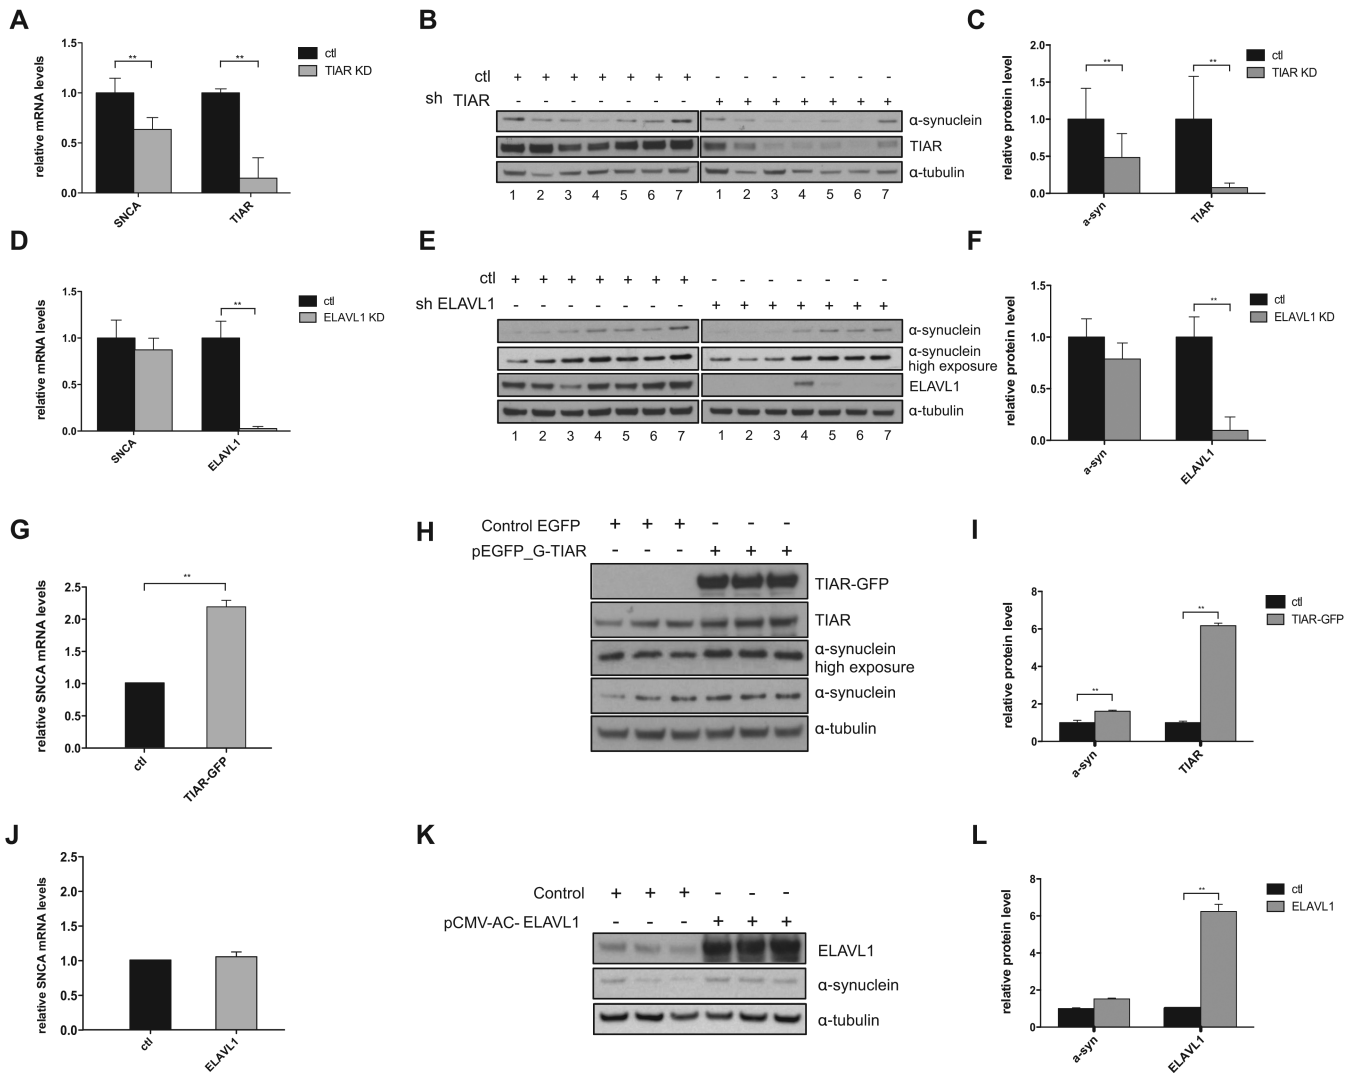 A
relative mRNA levels
1.5
1.0
0.5
0.0
**
**
SNCA
TIAR
ctl
TIAR KD
B
ctl + + + + + + + - - - - - - -
sh TIAR - - - - - - - + + + + + + +
α-synuclein
TIAR
α-tubulin
1 2 3 4 5 6 7 1 2 3 4 5 6 7
C
relative protein level
2.0
1.5
1.0
0.5
0.0
**
**
a-syn
TIAR
ctl
TIAR KD
D
relative mRNA levels
1.5
1.0
0.5
0.0
**
SNCA
ELAVL1
ctl
ELAVL1 KD
E
ctl + + + + + + + - - - - - - -
sh ELAVL1 - - - - - - - + + + + + + +
α-synuclein
α-synuclein
high exposure
ELAVL1
α-tubulin
1 2 3 4 5 6 7 1 2 3 4 5 6 7
F
relative protein level
1.5
1.0
0.5
0.0
**
a-syn
ELAVL1
ctl
ELAVL1 KD
G
relative SNCA mRNA levels
2.5
2.0
1.5
1.0
0.5
0.0
**
ctl
TIAR-GFP
H
Control EGFP + + + - - -
pEGFP_G-TIAR - - - + + +
TIAR-GFP
TIAR
α-synuclein
high exposure
α-synuclein
α-tubulin
I
relative protein level
8
6
4
2
0
**
**
a-syn
TIAR
ctl
TIAR-GFP
J
relative SNCA mRNA levels
2.5
2.0
1.5
1.0
0.5
0.0
ctl
ELAVL1
K
Control + + + - - -
pCMV-AC-ELAVL1 - - - + + +
ELAVL1
α-synuclein
α-tubulin
L
relative protein level
8
6
4
2
0
**
a-syn
ELAVL1
ctl
ELAVL1